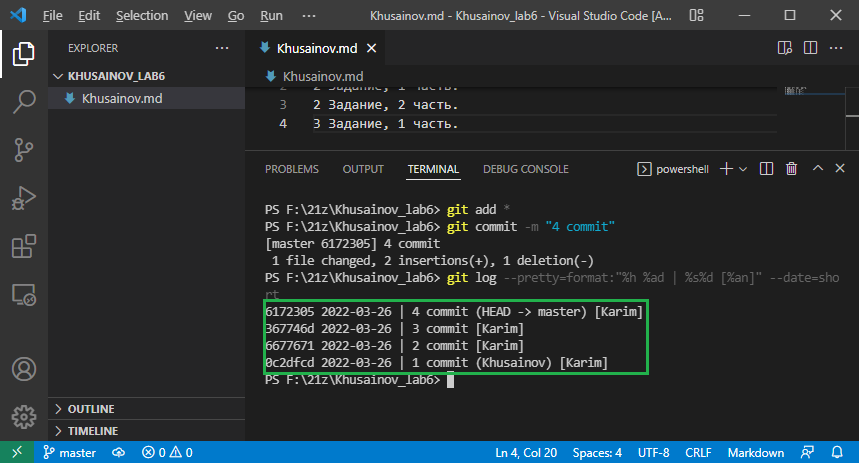 File Edit Selection View Go Run ··· Khusainov.md - Khusainov_lab6 - Visual Studio Code [A...
EXPLORER ···
KHUSAINOV_LAB6
Khusainov.md
OUTLINE
TIMELINE
Khusainov.md
Khusainov.md
2 2 Задание, 1 часть.
3 2 Задание, 2 часть.
4 3 Задание, 1 часть.
PROBLEMS OUTPUT TERMINAL DEBUG CONSOLE powershell
PS F:\21z\Khusainov_lab6> git add *
PS F:\21z\Khusainov_lab6> git commit -m "4 commit"
[master 6172305] 4 commit
1 file changed, 2 insertions(+), 1 deletion(-)
PS F:\21z\Khusainov_lab6> git log --pretty=format:"%h %ad | %s%d [%an]" --date=sho
rt
6172305 2022-03-26 | 4 commit (HEAD -> master) [Karim]
367746d 2022-03-26 | 3 commit [Karim]
6677671 2022-03-26 | 2 commit [Karim]
0c2dfcd 2022-03-26 | 1 commit (Khusainov) [Karim]
PS F:\21z\Khusainov_lab6>
master 0 0 Ln 4, Col 20 Spaces: 4 UTF-8 CRLF Markdown